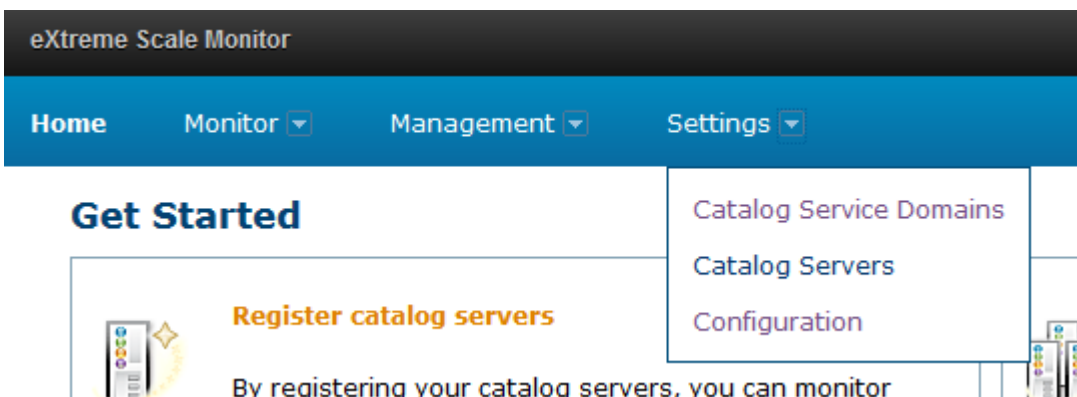 eXtreme Scale Monitor
Home Monitor Management Settings
Catalog Service Domains
Catalog Servers
Configuration
Get Started
Register catalog servers
By registering your catalog servers, you can monitor